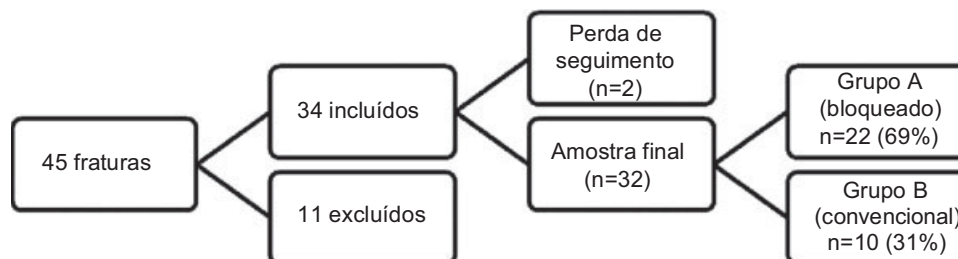 45 fraturas
34 incluídos
11 excluídos
Perda de
seguimento
(n=2)
Amostra final
(n=32)
Grupo A
(bloqueado)
n=22 (69%)
Grupo B
(convencional)
n=10 (31%)